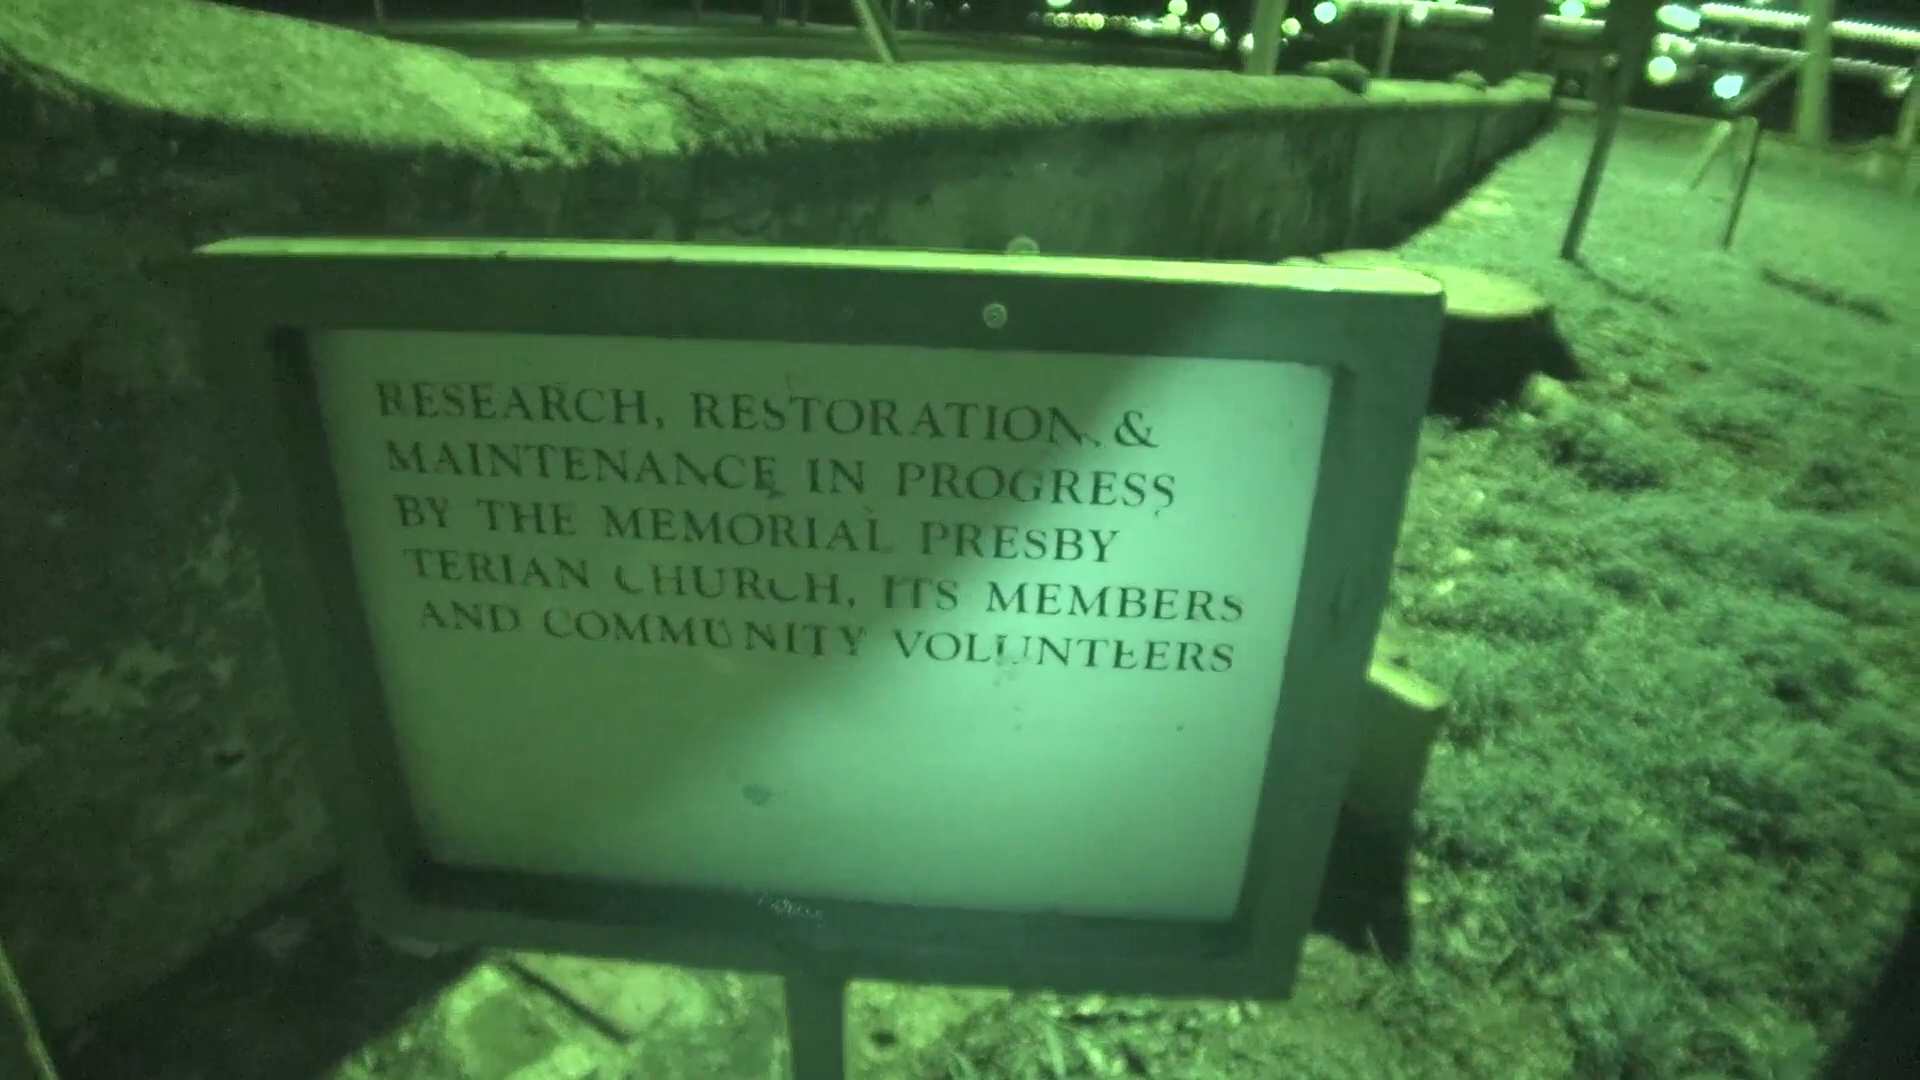 RESEARCH, RESTORATION, &
MAINTENANCE IN PROGRESS
BY THE MEMORIAL PRESBY
TERIAN CHURCH, ITS MEMBERS
AND COMMUNITY VOLUNTEERS